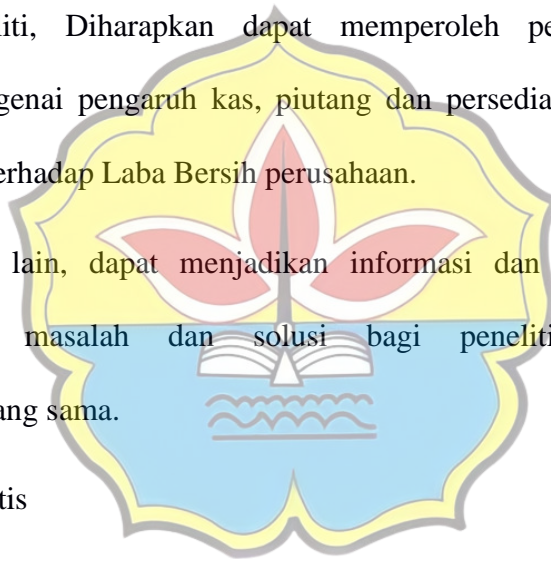 liti, Diharapkan dapat memperoleh pe
genai pengaruh kas, piutang dan persedia
erhadap Laba Bersih perusahaan.
lain, dapat menjadikan informasi dan
masalah dan solusi bagi peneliti
ang sama.
tis